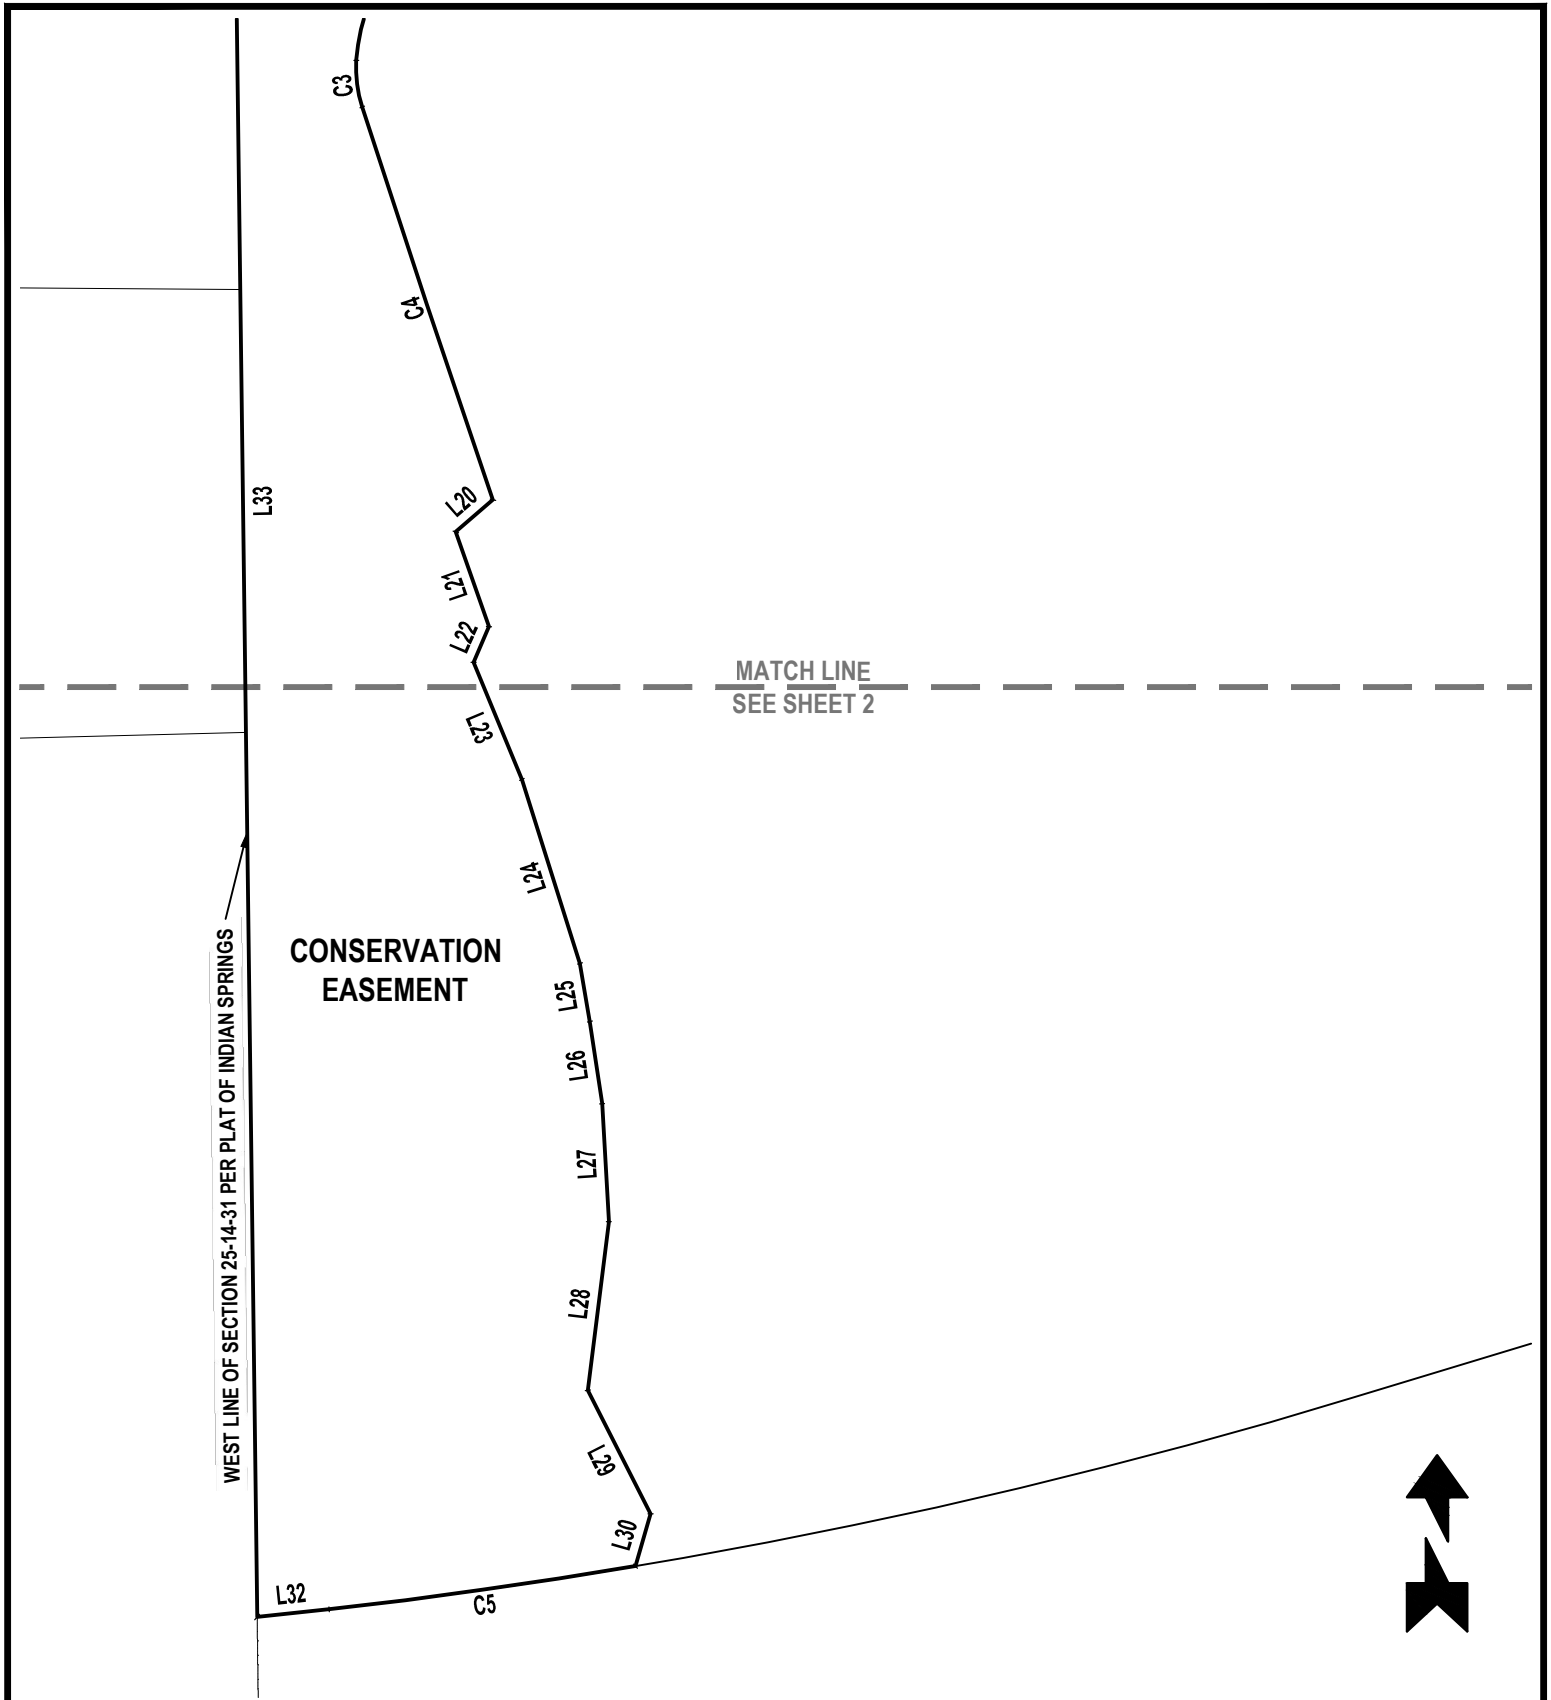 C3
C4
L33
L20
L21
L22
MATCH LINE
SEE SHEET 2
L23
L24
CONSERVATION
EASEMENT
WEST LINE OF SECTION 25-14-31 PER PLAT OF INDIAN SPRINGS
L25
L26
L27
L28
L29
L30
L32
C5